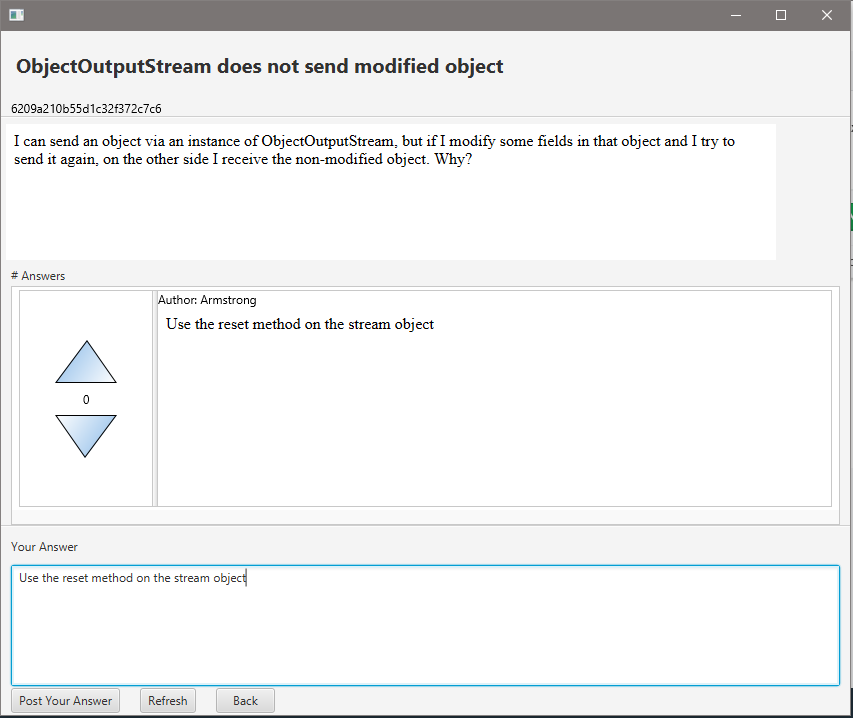 ObjectOutputStream does not send modified object
6209a210b55d1c32f372c7c6
I can send an object via an instance of ObjectOutputStream, but if I modify some fields in that object and I try to
send it again, on the other side I receive the non-modified object. Why?
# Answers
Author: Armstrong
Use the reset method on the stream object
0
Your Answer
Use the reset method on the stream object
Post Your Answer Refresh Back